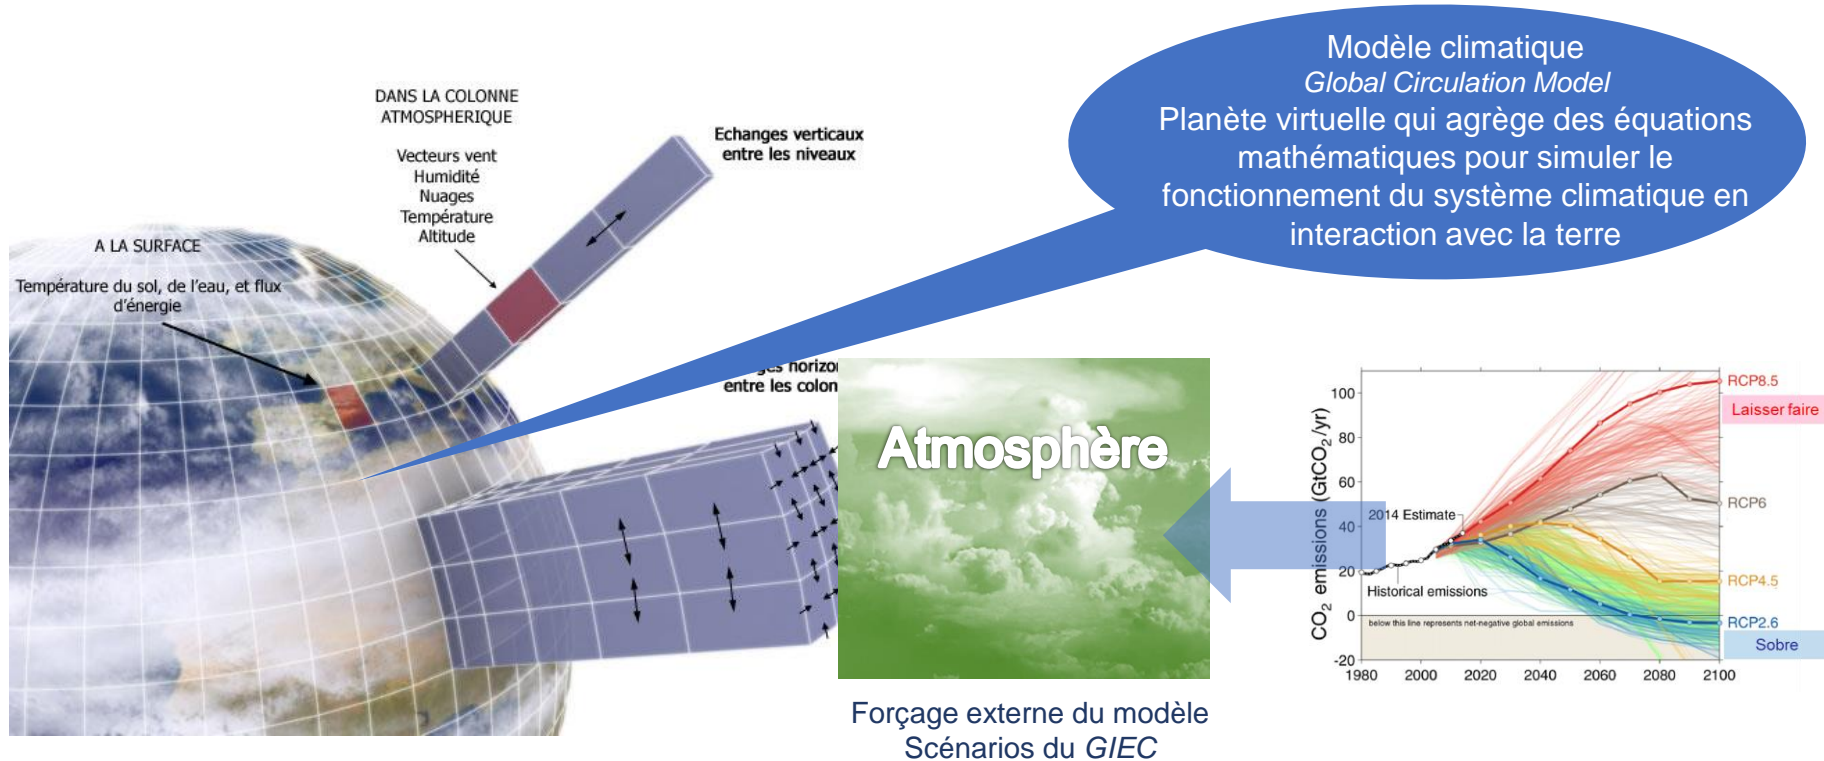 Modèle climatique
Global Circulation Model
Planète virtuelle qui agrège des équations
mathématiques pour simuler le
fonctionnement du système climatique en
interaction avec la terre
DANS LA COLONNE
ATMOSPHERIQUE
Vecteurs vent
Humidité
Nuages
Température
Altitude
Echanges verticaux
entre les niveaux
A LA SURFACE
Température du sol, de l'eau, et flux
d'énergie
entre les
Atmosphère
Forçage externe du modèle
Scénarios du GIEC
CO2 emissions (GtCO2/yr)
100
80
60
40
20
0
-20
1980 2000 2020 2040 2060 2080 2100
2014 Estimate
Historical emissions
below this line represents net-negative global emissions
RCP8.5
Laisser faire
RCP6
RCP4.5
RCP2.6
Sobre